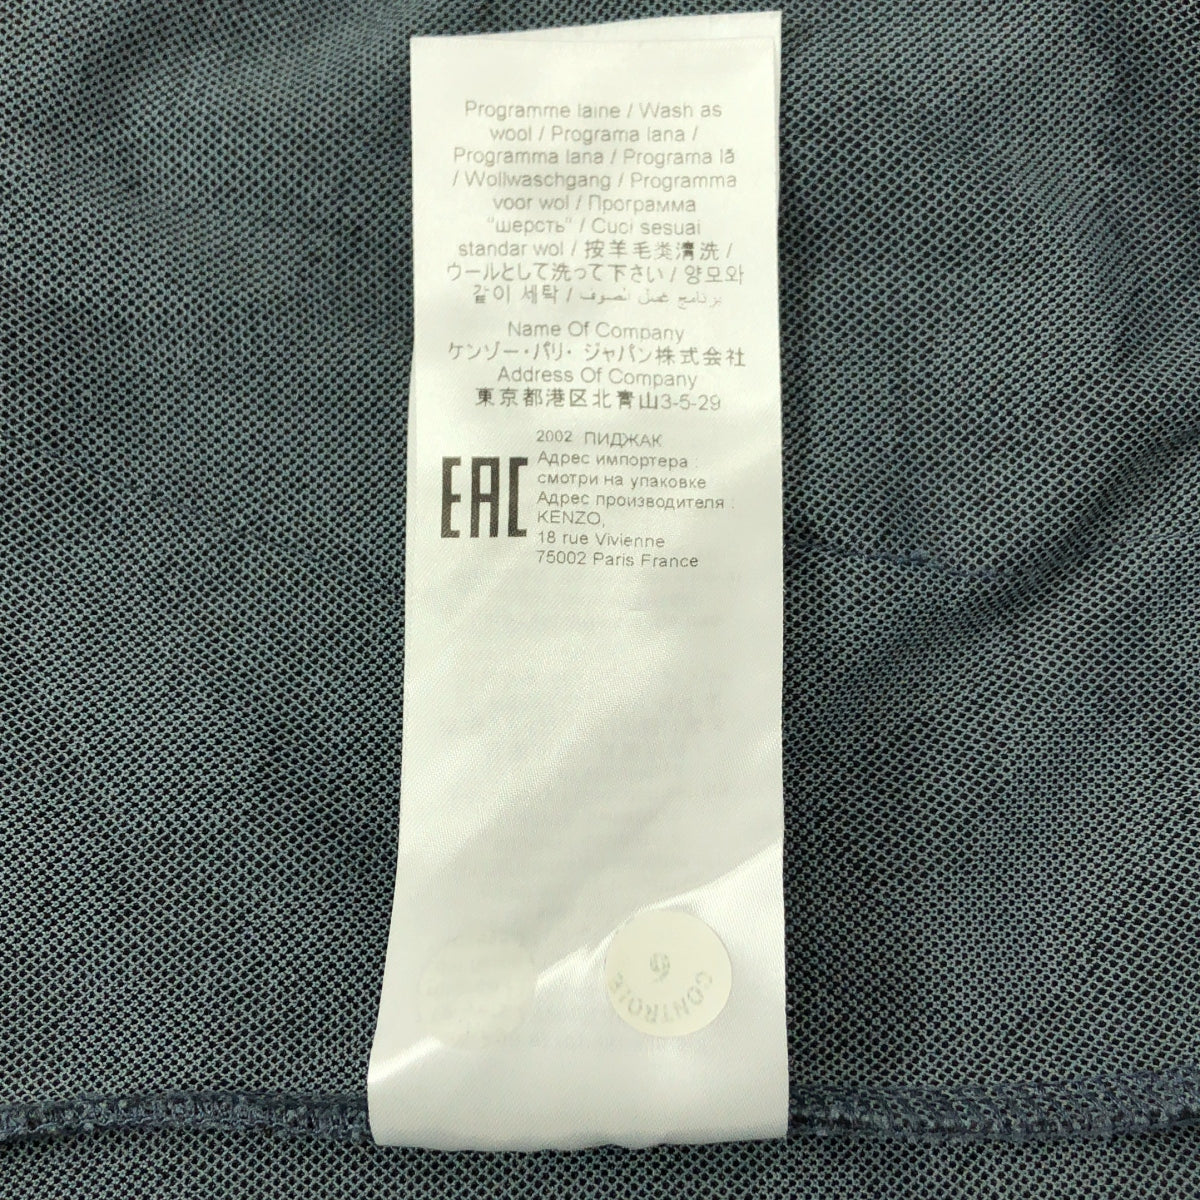 Programme laine / Wash as
wool / Programa lana /
Programma lana / Programa lã
/ Wollwaschgang / Programma
voor wol / Программа
"шерсть" / Cuci sesuai
standar wol / 按羊毛类清洗 /
ウールとして洗って下さい / 양모와
같이 세탁 / برنامج غسل الصوف
Name Of Company
ケンゾー・パリ・ジャパン株式会社
Address Of Company
東京都港区北青山3-5-29
EAC
2002 ПИДЖАК
Адрес импортера :
смотри на упаковке
Адрес производителя :
KENZO,
18 rue Vivienne
75002 Paris France
CONTROLE